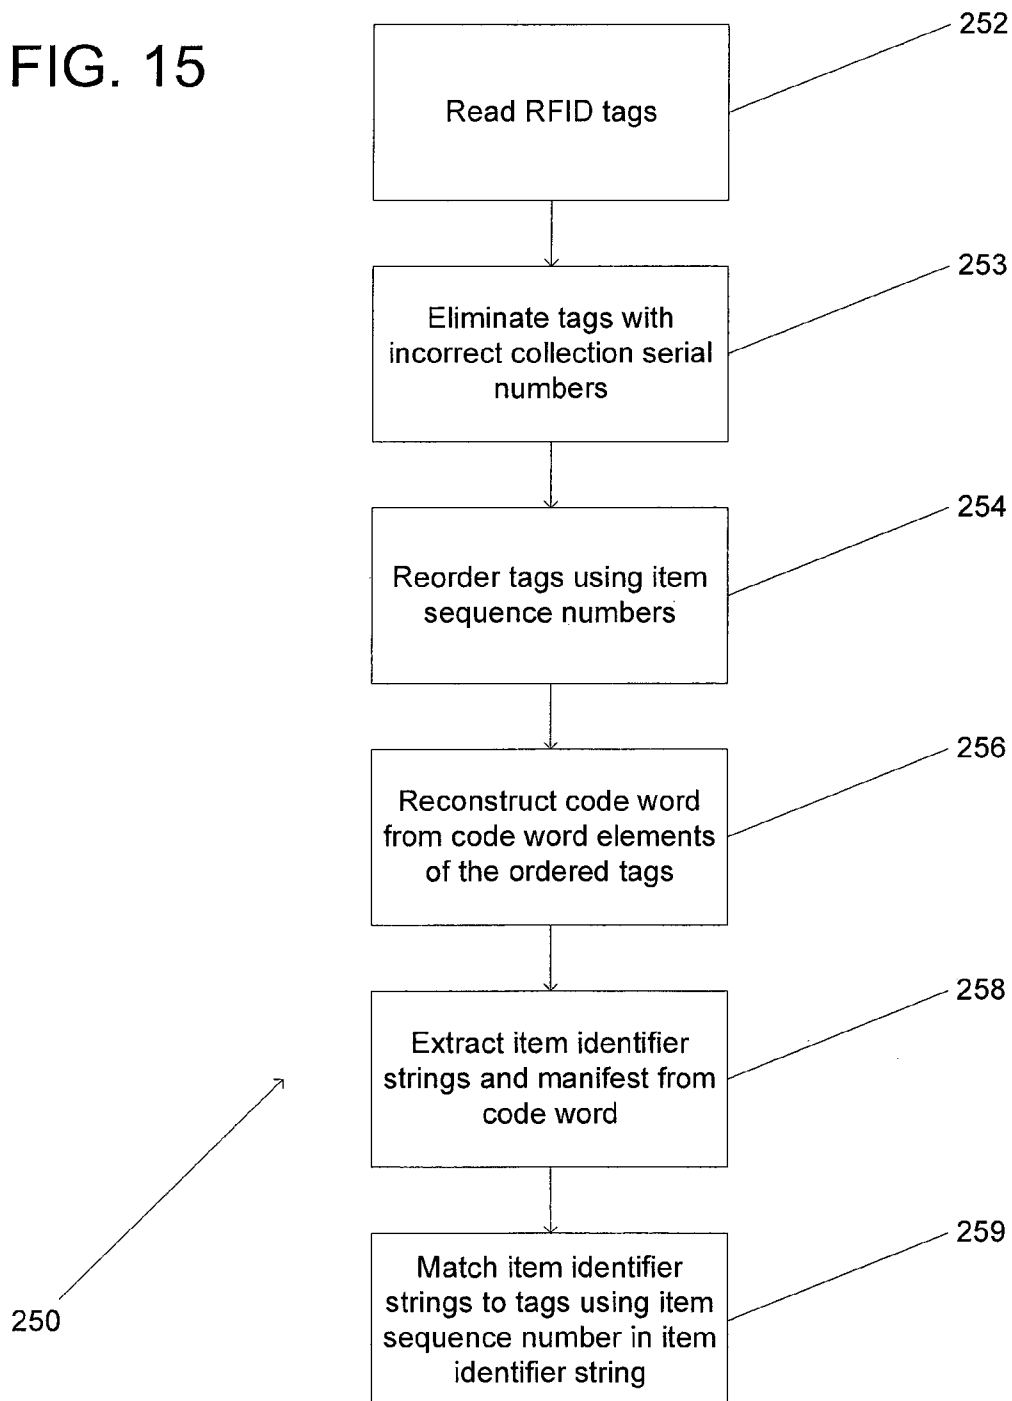 FIG. 15
252
Read RFID tags
253
Eliminate tags with
incorrect collection serial
numbers
254
Reorder tags using item
sequence numbers
256
Reconstruct code word
from code word elements
of the ordered tags
258
Extract item identifier
strings and manifest from
code word
259
Match item identifier
strings to tags using item
sequence number in item
identifier string
250